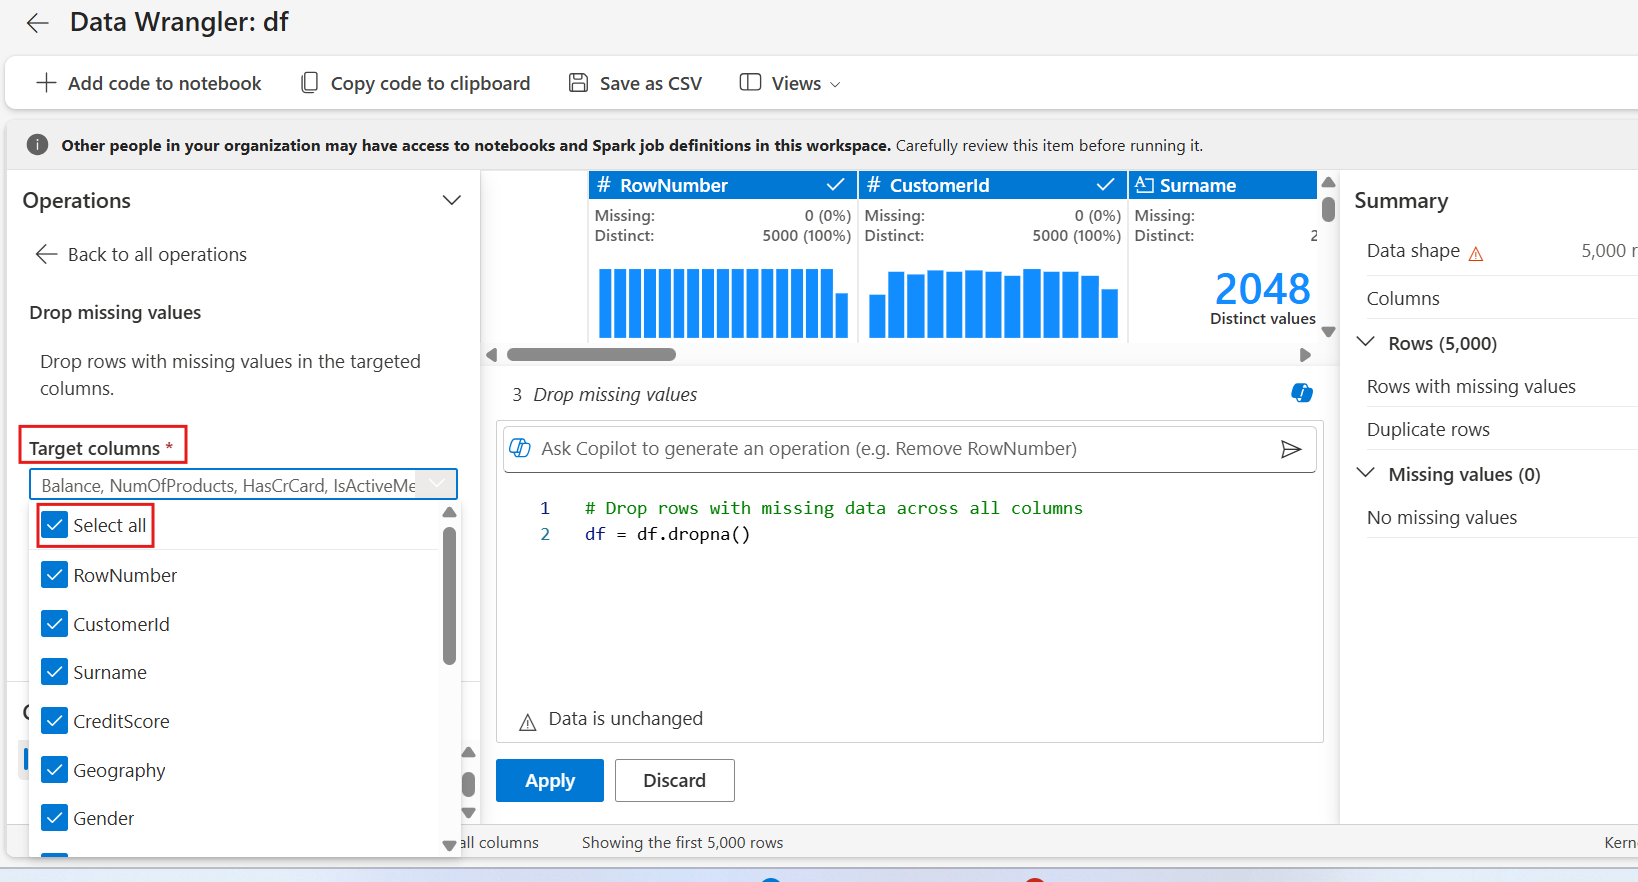 Data Wrangler: df
Add code to notebook
Copy code to clipboard
Save as CSV
Views
Other people in your organization may have access to notebooks and Spark job definitions in this workspace. Carefully review this item before running it.
Operations
Back to all operations
Drop missing values
Drop rows with missing values in the targeted
columns.
Target columns *
Balance, NumOfProducts, HasCrCard, IsActiveMe
Select all
RowNumber
CustomerId
Surname
CreditScore
Geography
Gender
# RowNumber
Missing: 0 (0%)
Distinct: 5000 (100%)
# CustomerId
Missing: 0 (0%)
Distinct: 5000 (100%)
Surname
Missing:
Distinct: 2
2048
Distinct values
3 Drop missing values
Ask Copilot to generate an operation (e.g. Remove RowNumber)
1 # Drop rows with missing data across all columns
2 df = df.dropna()
Data is unchanged
Apply
Discard
all columns
Showing the first 5,000 rows
Summary
Data shape 5,000 r
Columns
Rows (5,000)
Rows with missing values
Duplicate rows
Missing values (0)
No missing values
Kern